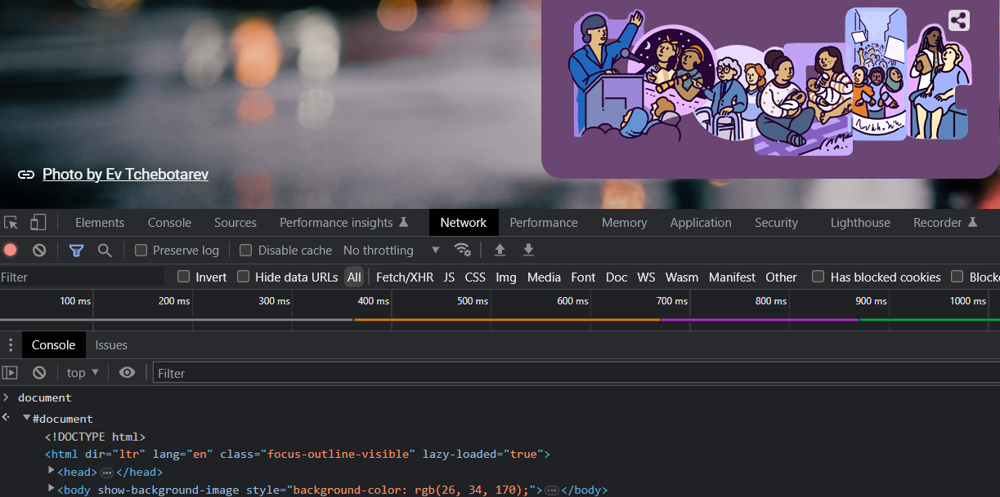 Photo by Ev Tchebotarev
Elements Console Sources Performance insights Network Performance Memory Application Security Lighthouse Recorder
Preserve log Disable cache No throttling
Filter Invert Hide data URLs All Fetch/XHR JS CSS Img Media Font Doc WS Wasm Manifest Other Has blocked cookies Blocke
100 ms 200 ms 300 ms 400 ms 500 ms 600 ms 700 ms 800 ms 900 ms 1000 ms
Console Issues
top Filter
document
#document
<!DOCTYPE html>
<html dir="ltr" lang="en" class="focus-outline-visible" lazy-loaded="true">
<head>…</head>
<body show-background-image style="background-color: rgb(26, 34, 170);">…</body>